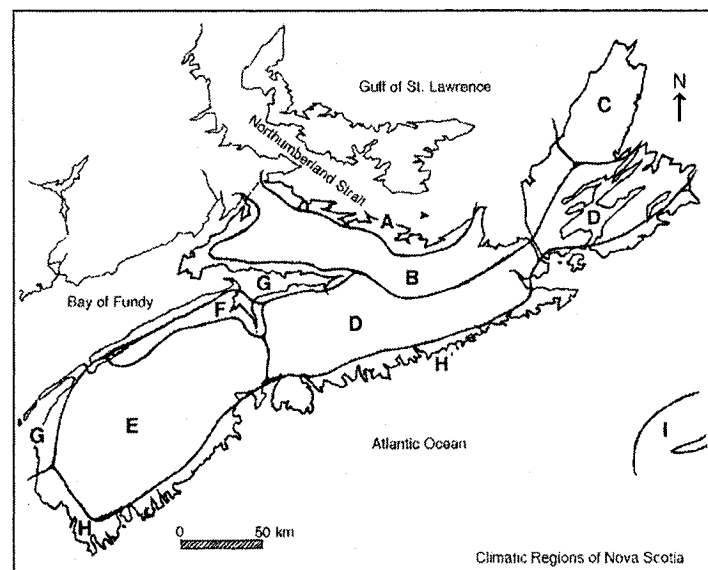 Gulf of St. Lawrence
C
N
Northumberland Strait
A
D
B
G
Bay of Fundy
F
D
H
E
G
I
Atlantic Ocean
H
0 50 km
Climatic Regions of Nova Scotia